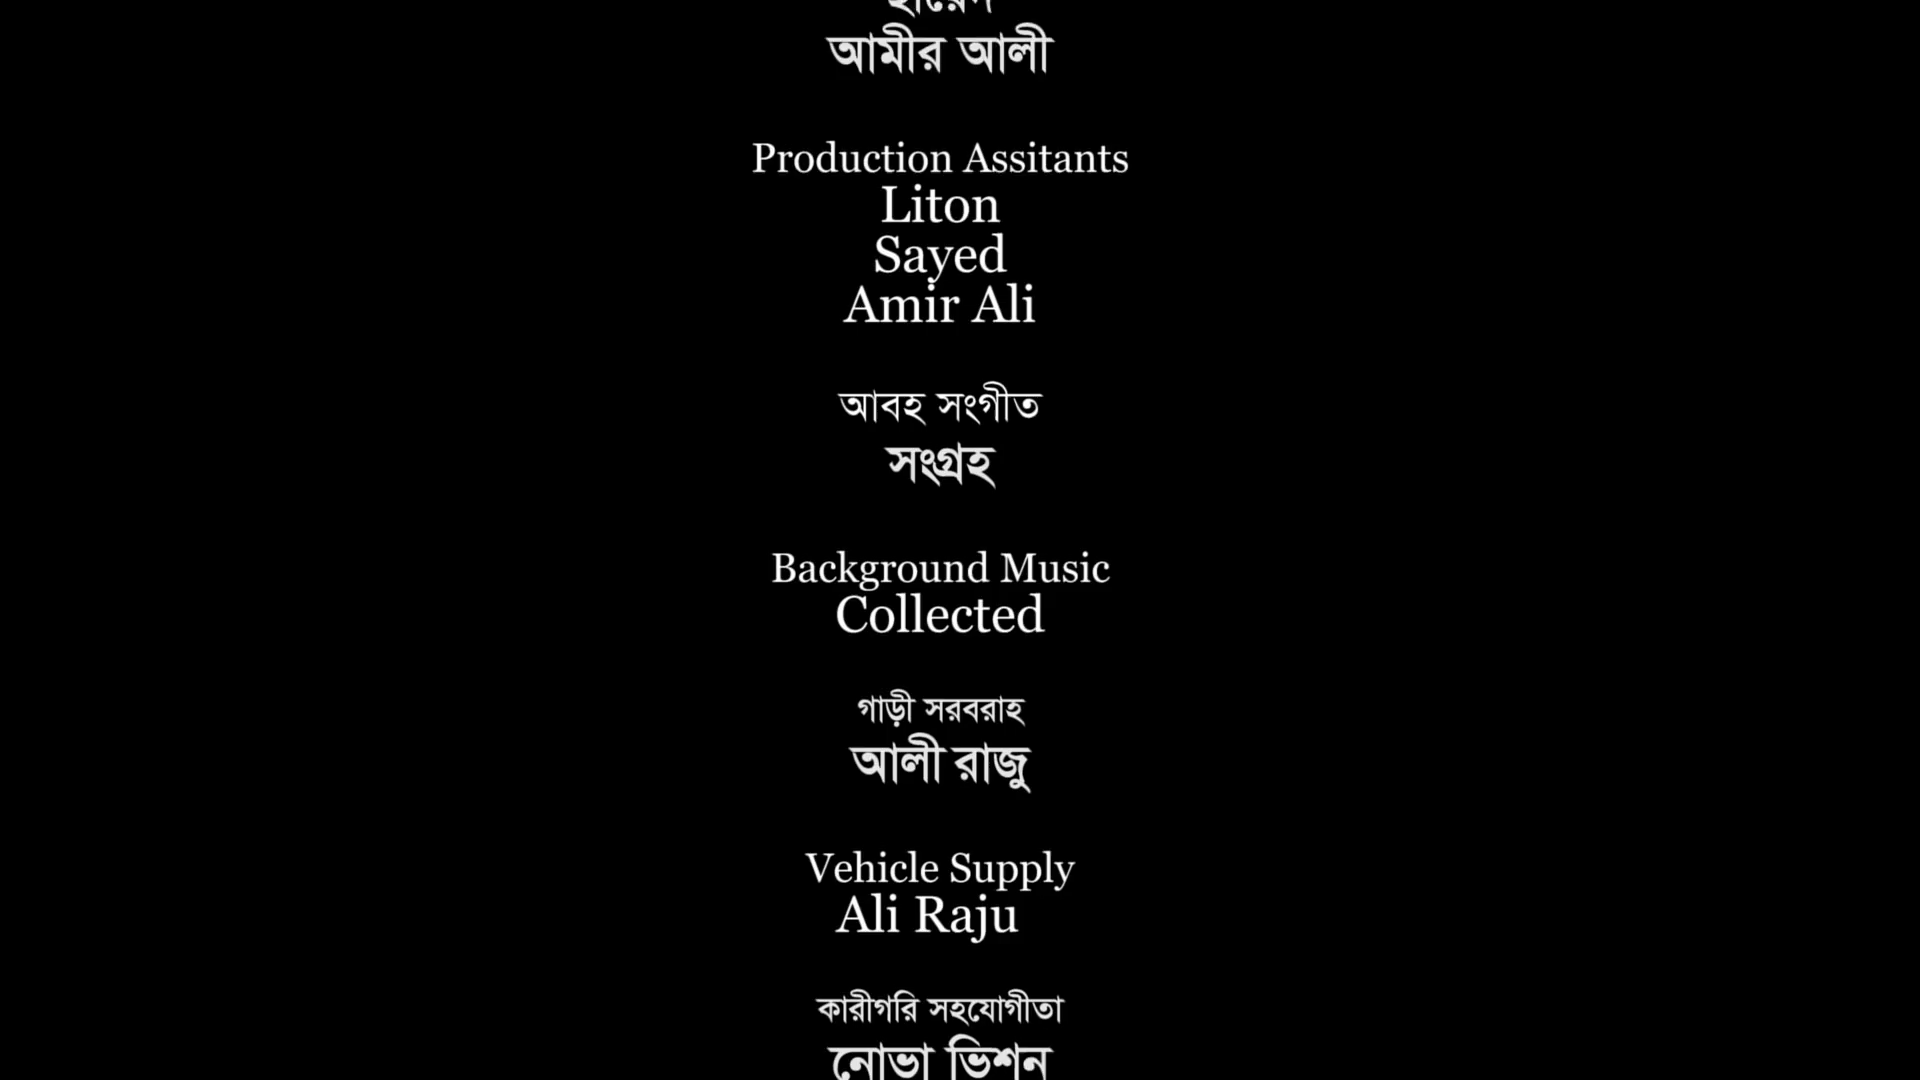 আমীর আলী
Production Assitants
Liton
Sayed
Amir Ali
আবহ সংগীত
সংগ্রহ
Background Music
Collected
গাড়ী সরবরাহ
আলী রাজু
Vehicle Supply
Ali Raju
কারীগরি সহযোগীতা
নোভা ভিশন